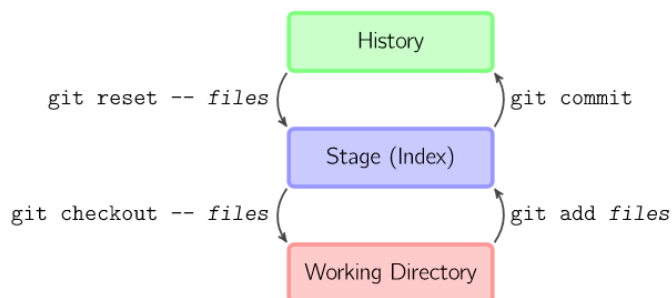 History
git reset -- files
git commit
Stage (Index)
git checkout -- files
git add files
Working Directory